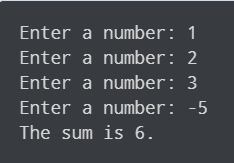 Enter a number: 1
Enter a number: 2
Enter a number: 3
Enter a number: -5
The sum is 6.